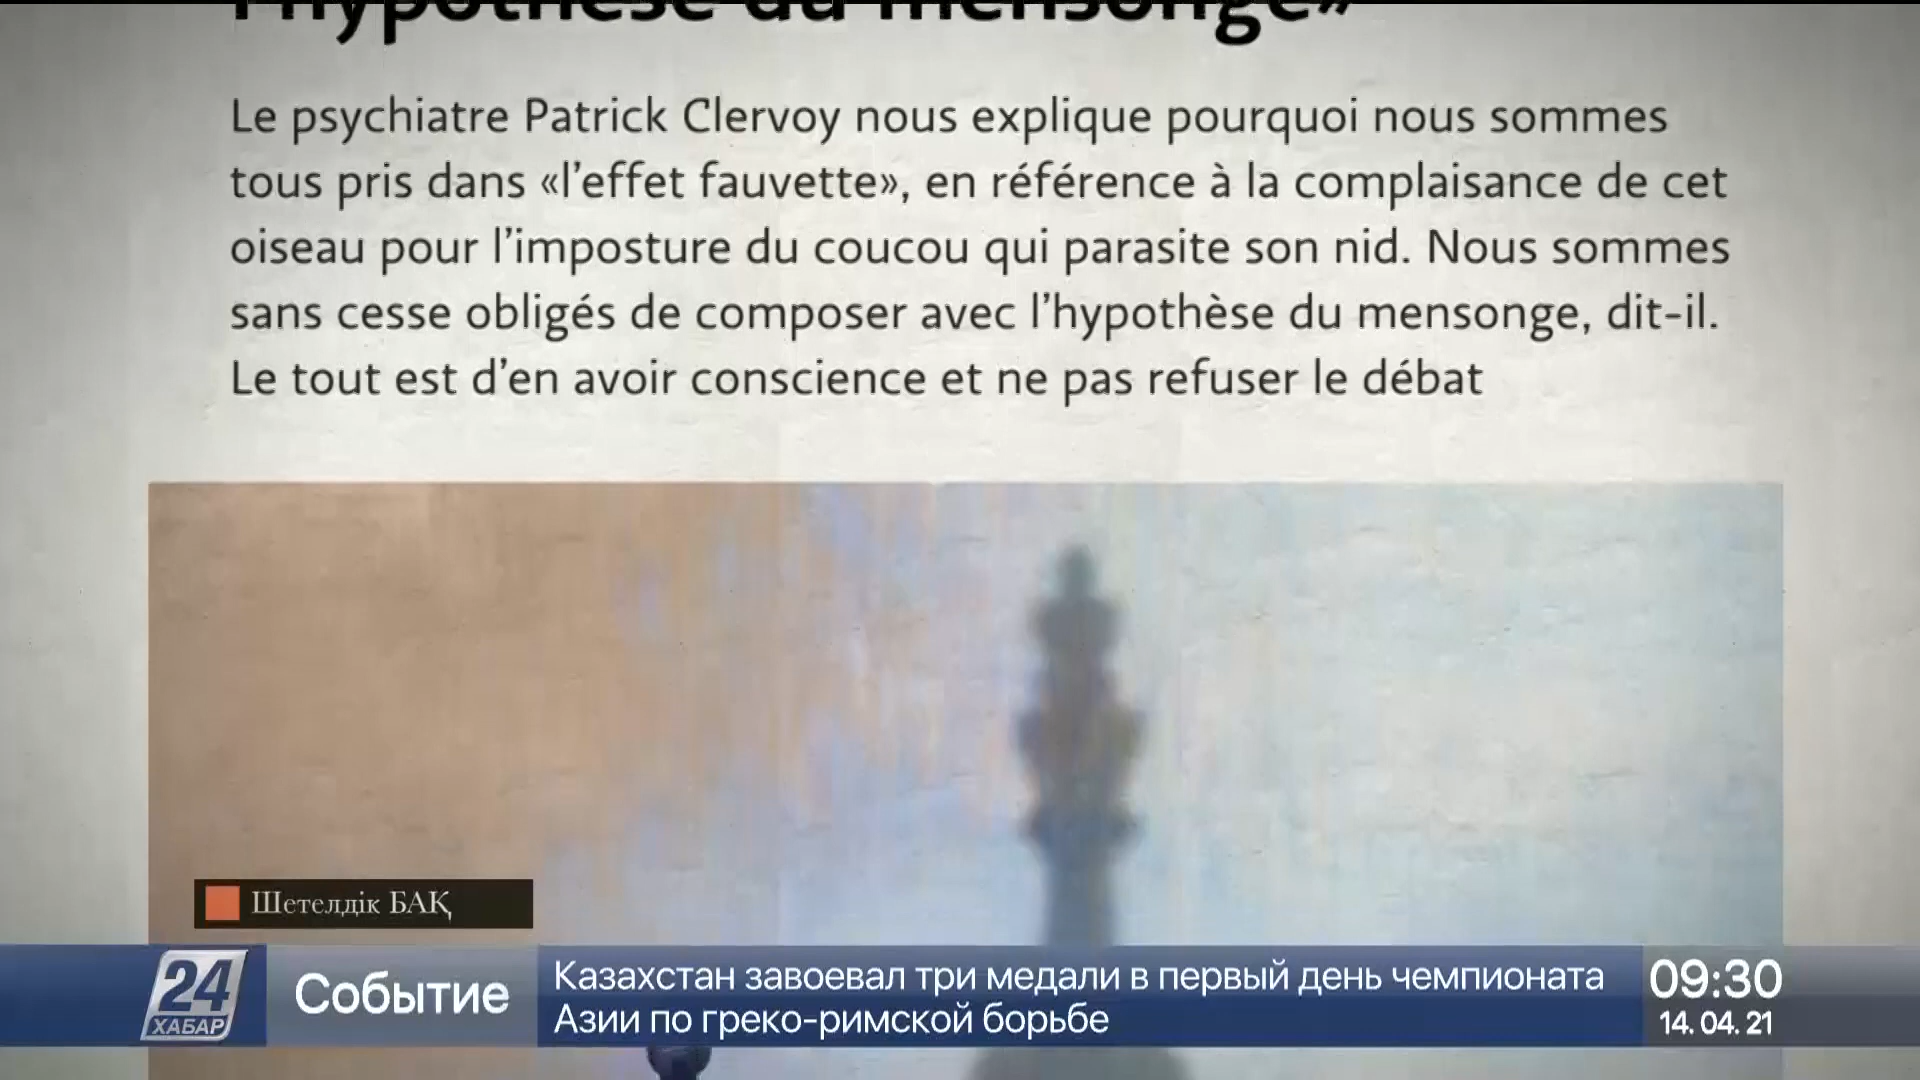 l'hypothèse du mensonge»
Le psychiatre Patrick Clervoy nous explique pourquoi nous sommes
tous pris dans «l'effet fauvette», en référence à la complaisance de cet
oiseau pour l'imposture du coucou qui parasite son nid. Nous sommes
sans cesse obligés de composer avec l'hypothèse du mensonge, dit-il.
Le tout est d'en avoir conscience et ne pas refuser le débat
Шетелдік БАҚ
24
ХАБАР
Событие
Казахстан завоевал три медали в первый день чемпионата
Азии по греко-римской борьбе
09:30
14. 04. 21